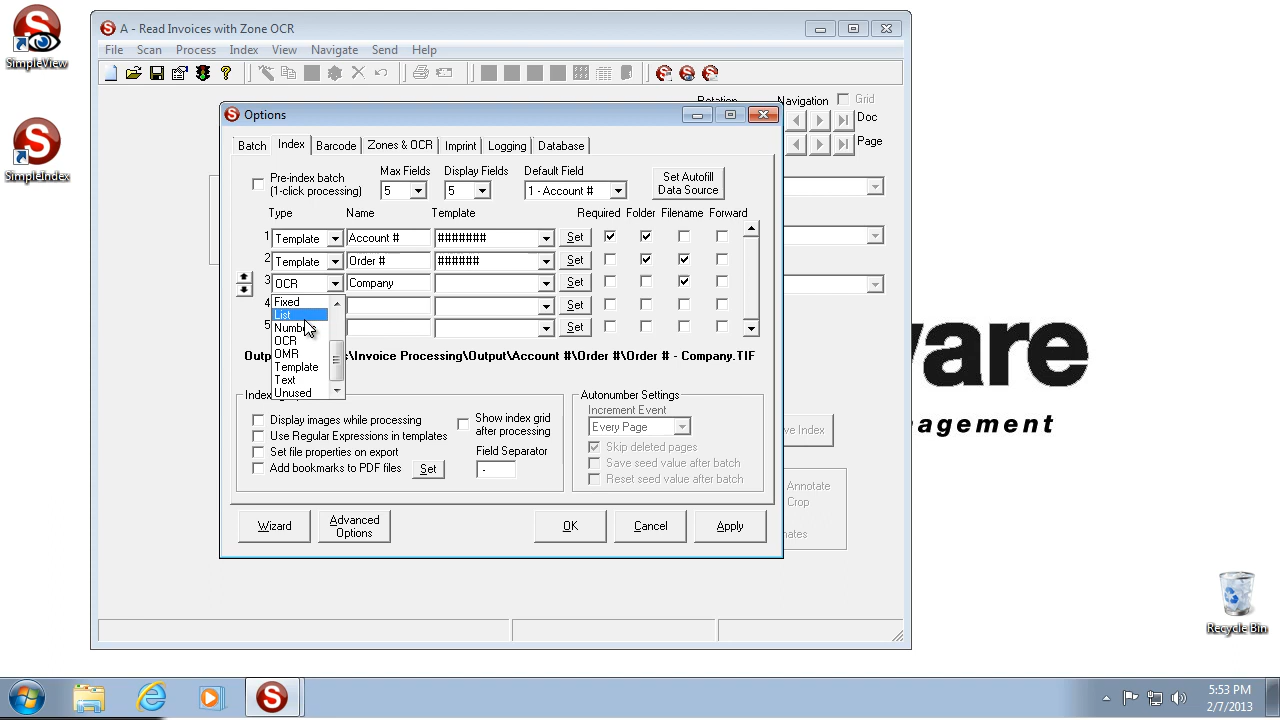 SimpleView
SimpleIndex
A - Read Invoices with Zone OCR
File Scan Process Index View Navigate Send Help
Rotation Navigation Grid
Doc
Page
Options
Batch Index Barcode Zones & OCR Imprint Logging Database
Pre-index batch
(1-click processing)
Max Fields Display Fields Default Field
5 5 1 - Account #
Set Autofill
Data Source
Type Name Template Required Folder Filename Forward
1 Template Account # ####### Set
2 Template Order # ###### Set
3 OCR Company Set
4 Set
5 Set
Fixed
List
Number
OCR
OMR
Template
Text
Unused
Invoice Processing\Output\Account #\Order #\Order # - Company.TIF
Index
Display images while processing
Use Regular Expressions in templates
Set file properties on export
Add bookmarks to PDF files Set
Show index grid
after processing
Field Separator
-
Autonumber Settings
Increment Event
Every Page
Skip deleted pages
Save seed value after batch
Reset seed value after batch
Wizard Advanced
Options
OK Cancel Apply
Index
Annotate
Crop
ware
agement
Recycle Bin
5:53 PM
2/7/2013